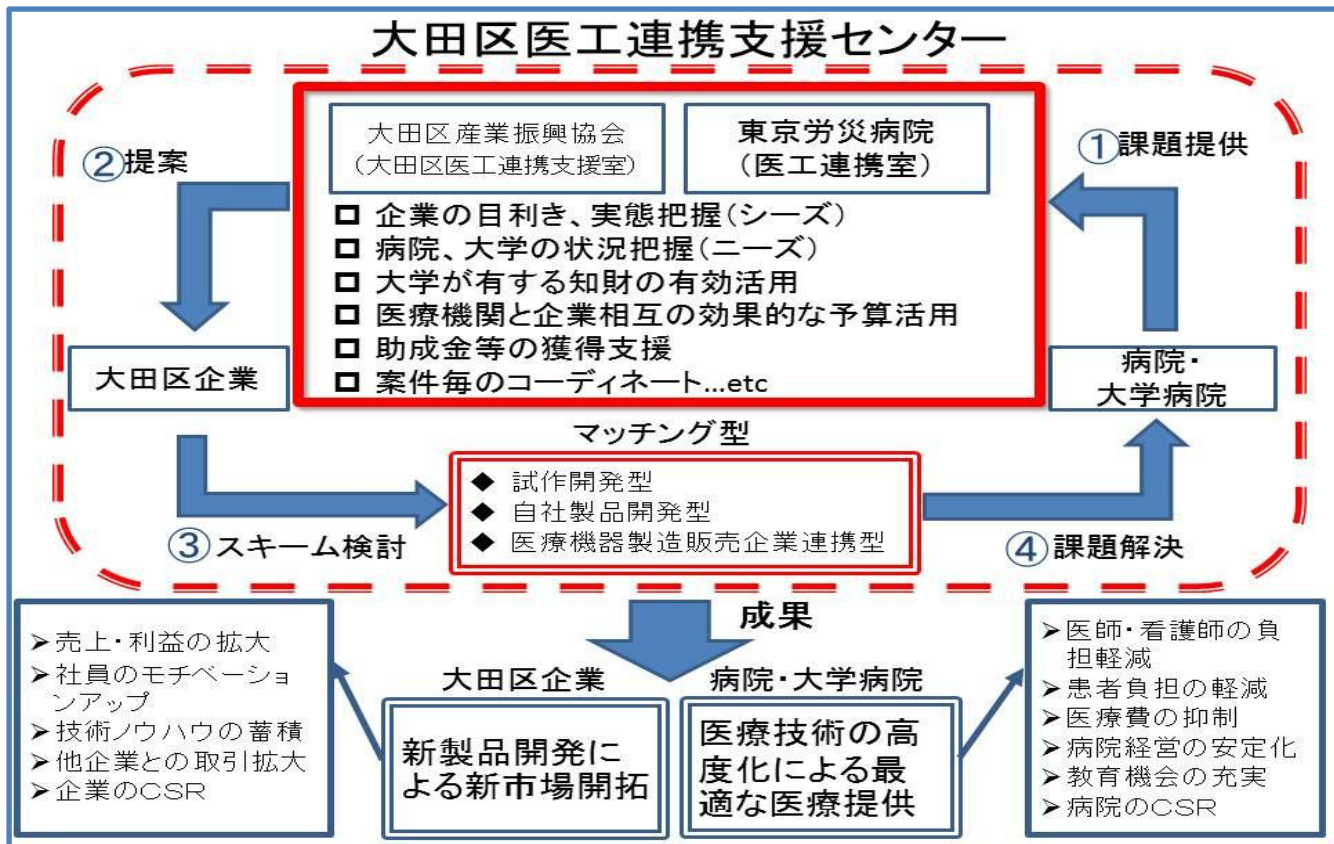 大田区医工連携支援センター
大田区産業振興協会
(大田区医工連携支援室)
東京労災病院
(医工連携室)
①課題提供
②提案
□ 企業の目利き、実態把握(シーズ)
□ 病院、大学の状況把握(ニーズ)
□ 大学が有する知財の有効活用
□ 医療機関と企業相互の効果的な予算活用
□ 助成金等の獲得支援
□ 案件毎のコーディネート...etc
大田区企業
病院・
大学病院
マッチング型
◆ 試作開発型
◆ 自社製品開発型
◆ 医療機器製造販売企業連携型
③スキーム検討
④課題解決
成果
➢売上・利益の拡大
➢社員のモチベーショ
ンアップ
➢技術ノウハウの蓄積
➢他企業との取引拡大
➢企業のCSR
大田区企業
新製品開発に
よる新市場開拓
病院・大学病院
医療技術の高
度化による最
適な医療提供
➢医師・看護師の負
担軽減
➢患者負担の軽減
➢医療費の抑制
➢病院経営の安定化
➢教育機会の充実
➢病院のCSR